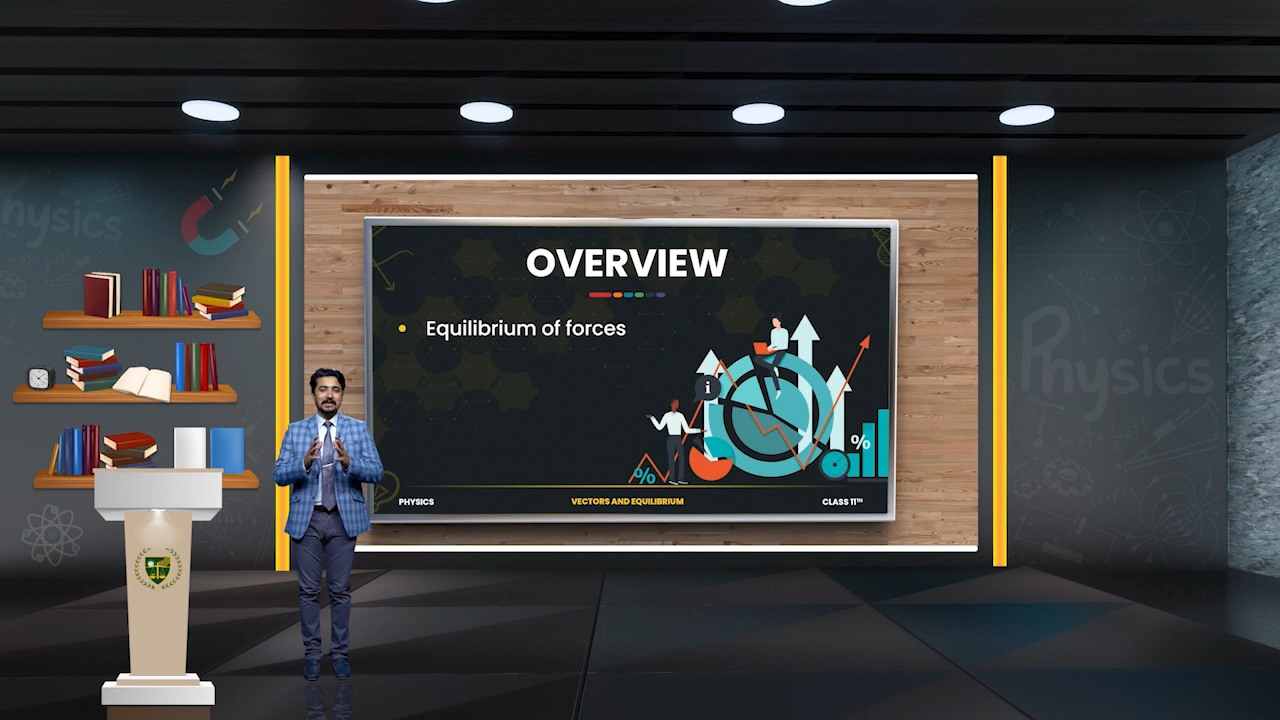 Physics
OVERVIEW
• Equilibrium of forces
i
%
%
PHYSICS
VECTORS AND EQUILIBRIUM
CLASS 11TH
Physics